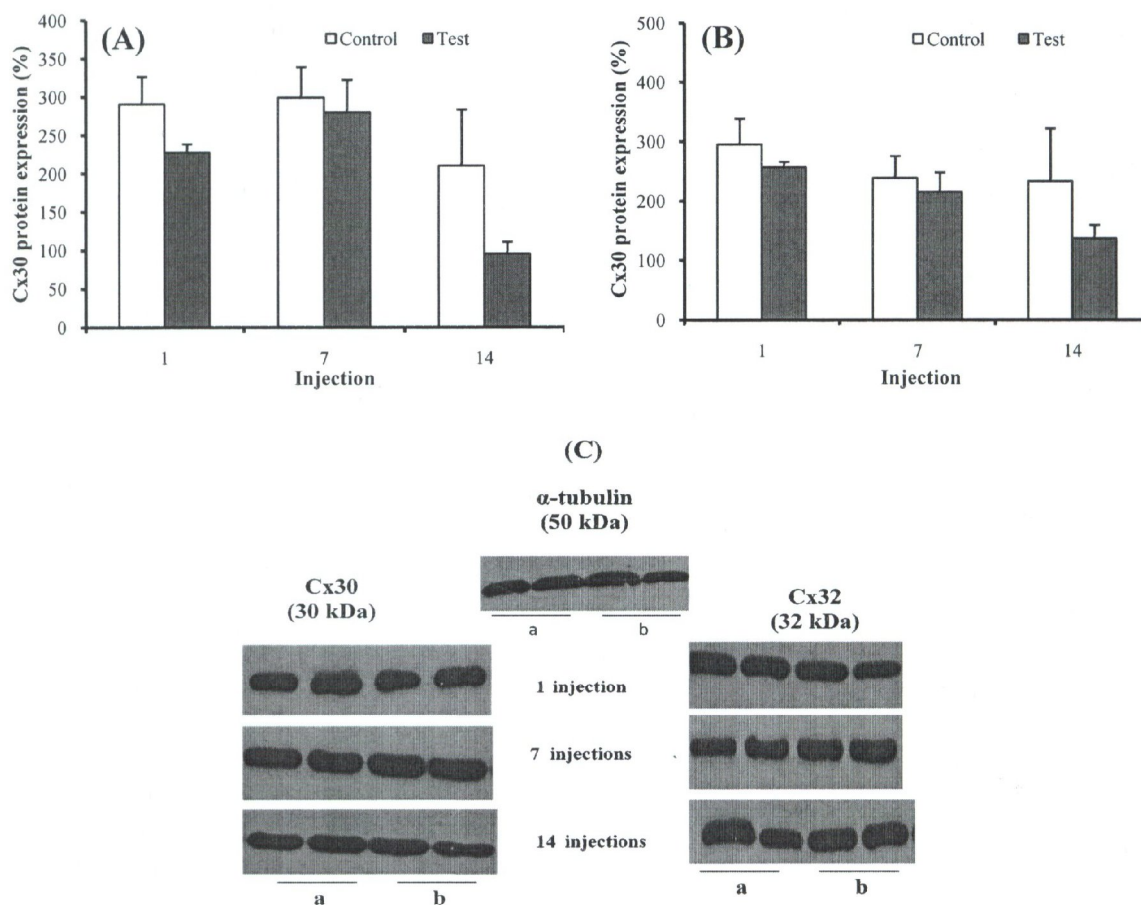 (A)
Control Test
Cx30 protein expression (%)
400
350
300
250
200
150
100
50
0
1 7 14
Injection
(B)
Control Test
Cx30 protein expression (%)
500
400
300
200
100
0
1 7 14
Injection
(C)
α-tubulin
(50 kDa)
a b
Cx30
(30 kDa)
Cx32
(32 kDa)
1 injection
7 injections
14 injections
a b
a b